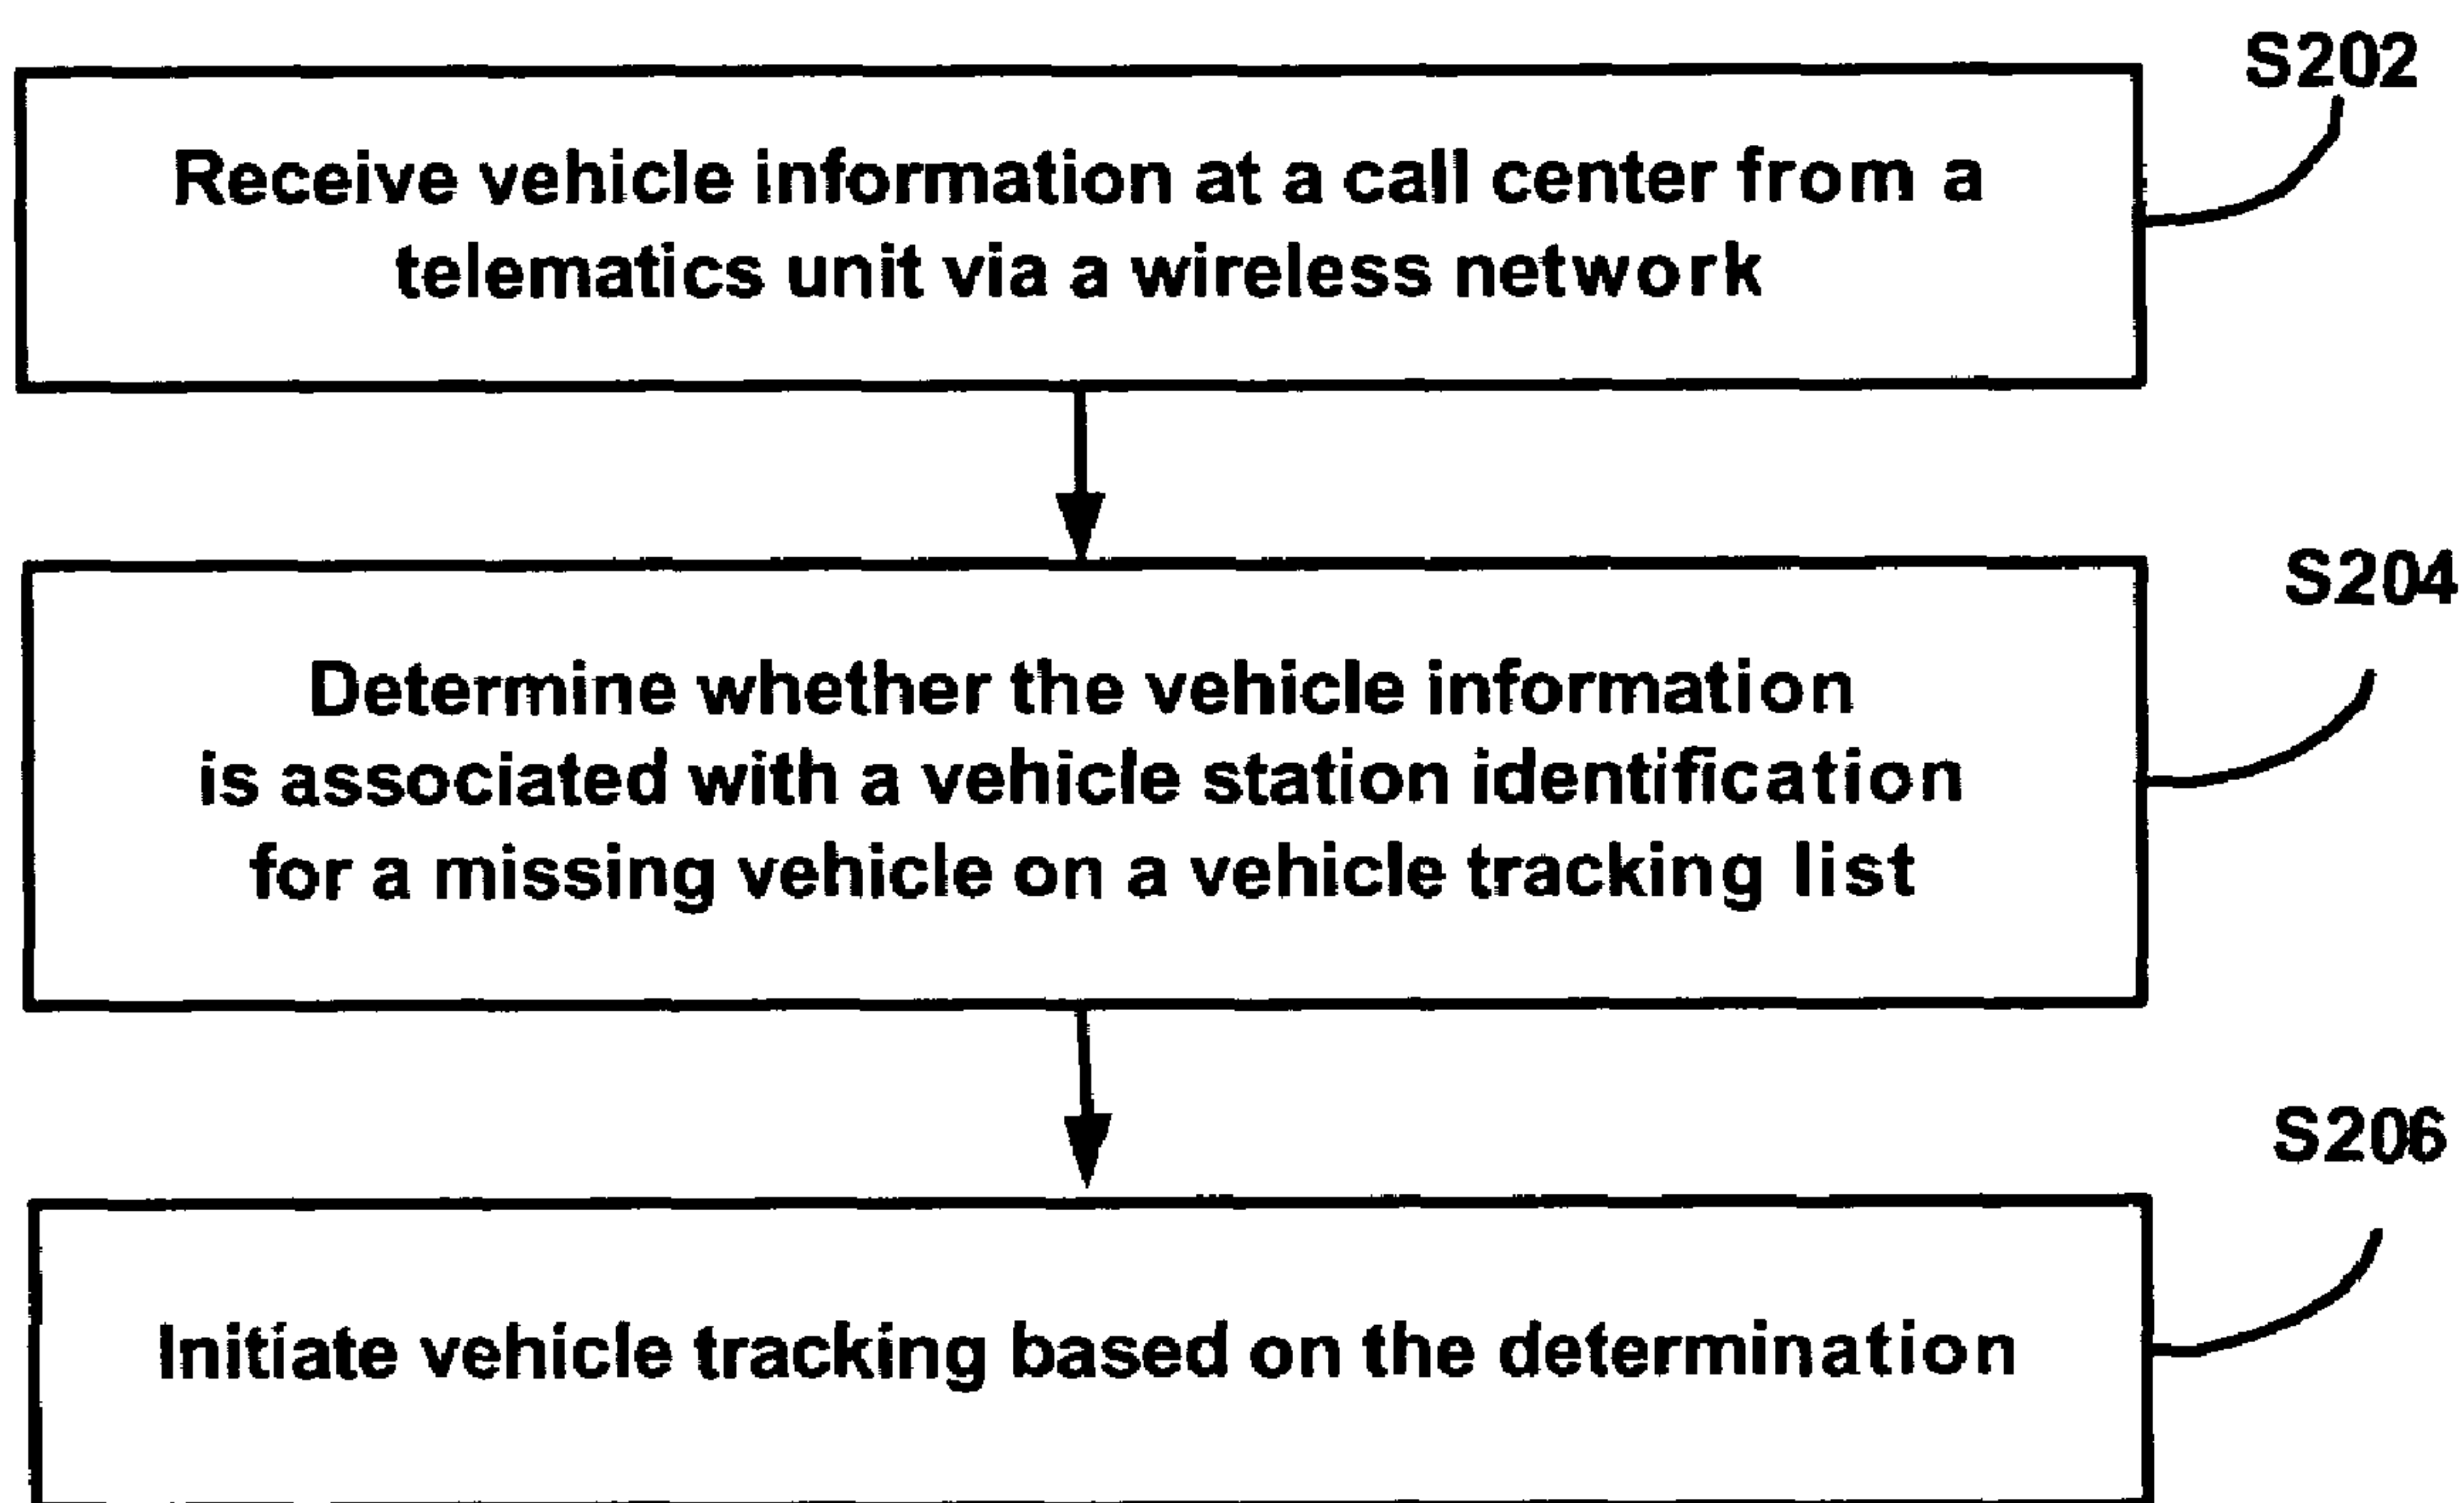 S202
Receive vehicle information at a call center from a
telematics unit via a wireless network
S204
Determine whether the vehicle information
is associated with a vehicle station identification
for a missing vehicle on a vehicle tracking list
S206
Initiate vehicle tracking based on the determination